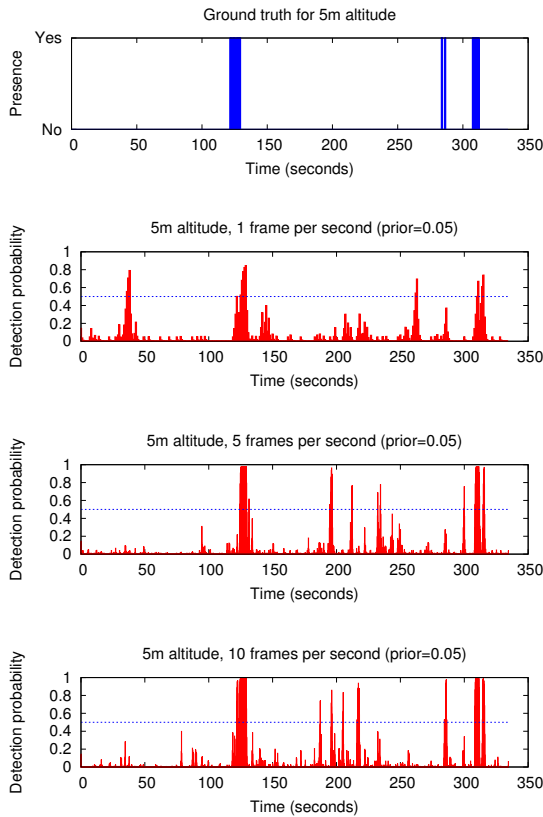 Ground truth for 5m altitude
Yes
Presence
No
0 50 100 150 200 250 300 350
Time (seconds)
5m altitude, 1 frame per second (prior=0.05)
Detection probability
1
0.8
0.6
0.4
0.2
0
0 50 100 150 200 250 300 350
Time (seconds)
5m altitude, 5 frames per second (prior=0.05)
Detection probability
1
0.8
0.6
0.4
0.2
0
0 50 100 150 200 250 300 350
Time (seconds)
5m altitude, 10 frames per second (prior=0.05)
Detection probability
1
0.8
0.6
0.4
0.2
0
0 50 100 150 200 250 300 350
Time (seconds)